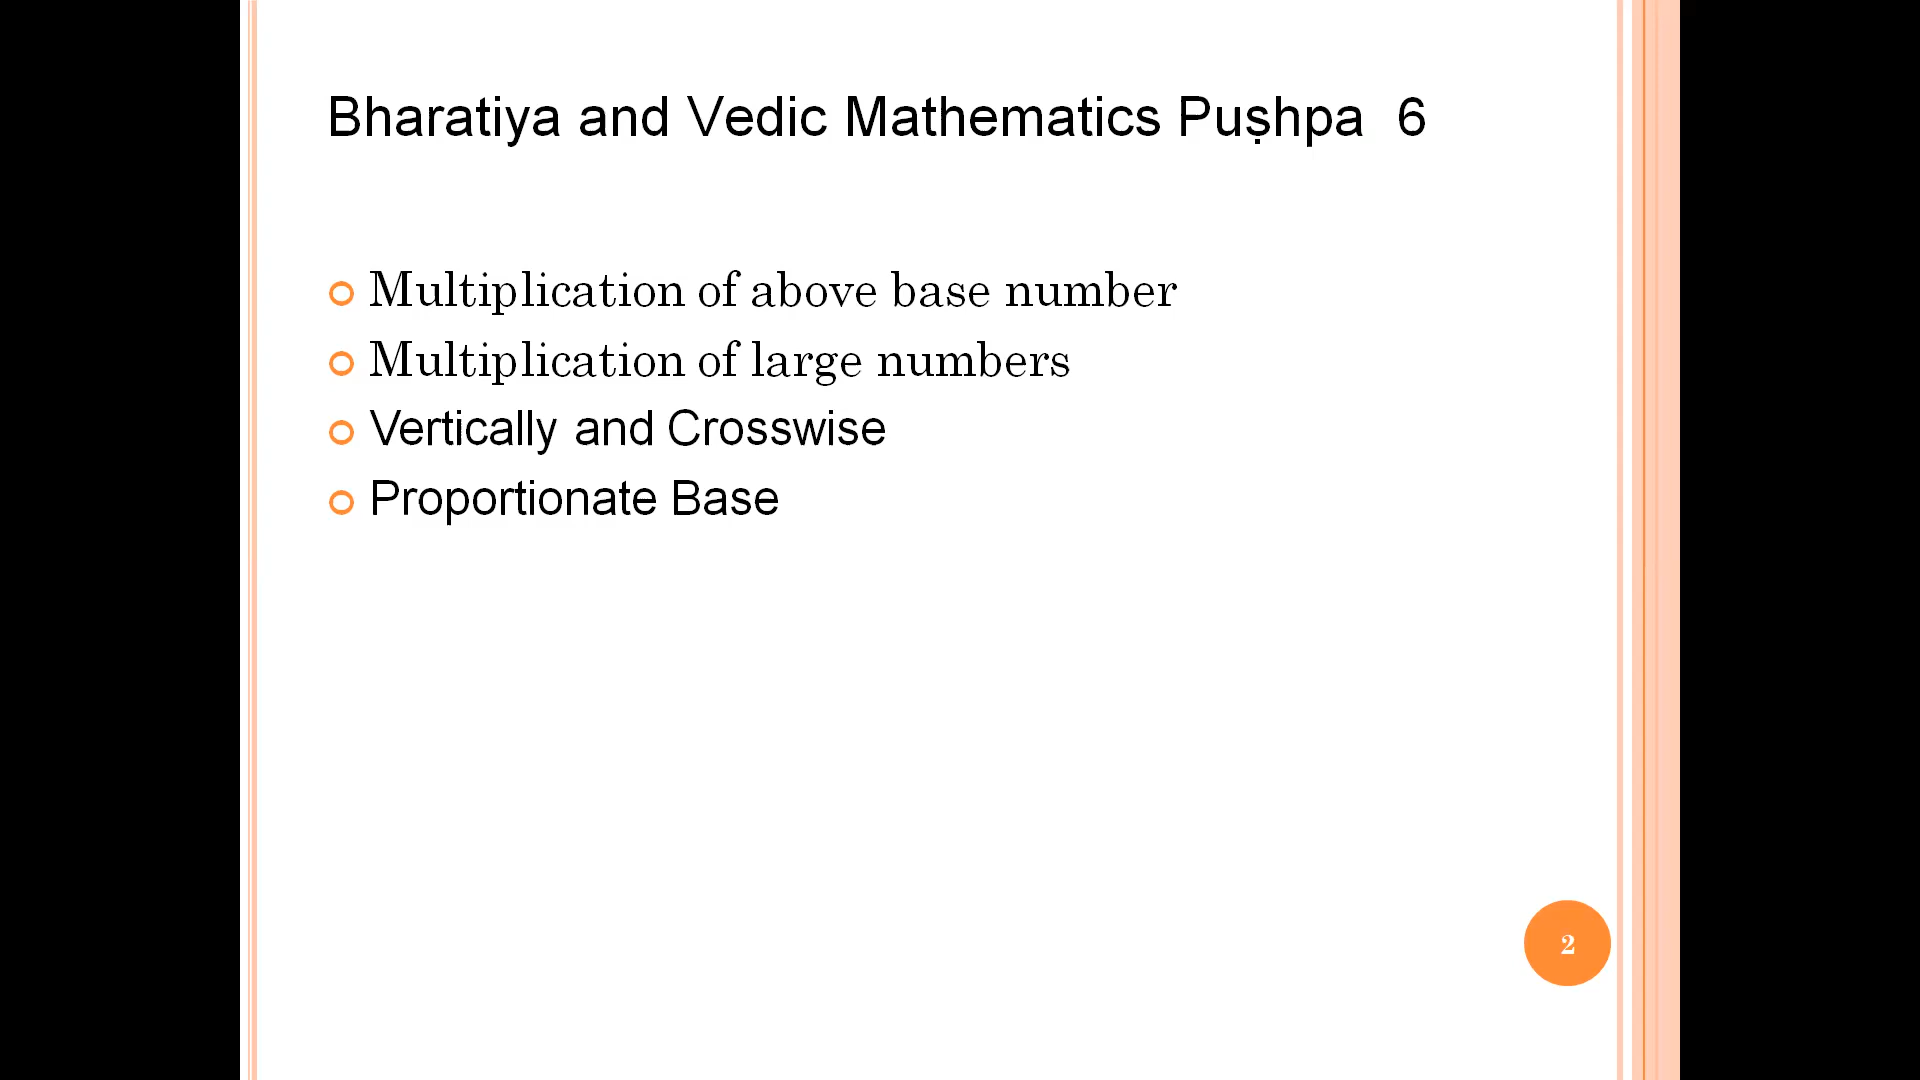 Bharatiya and Vedic Mathematics Puṣhpa 6
Multiplication of above base number
Multiplication of large numbers
Vertically and Crosswise
Proportionate Base
2